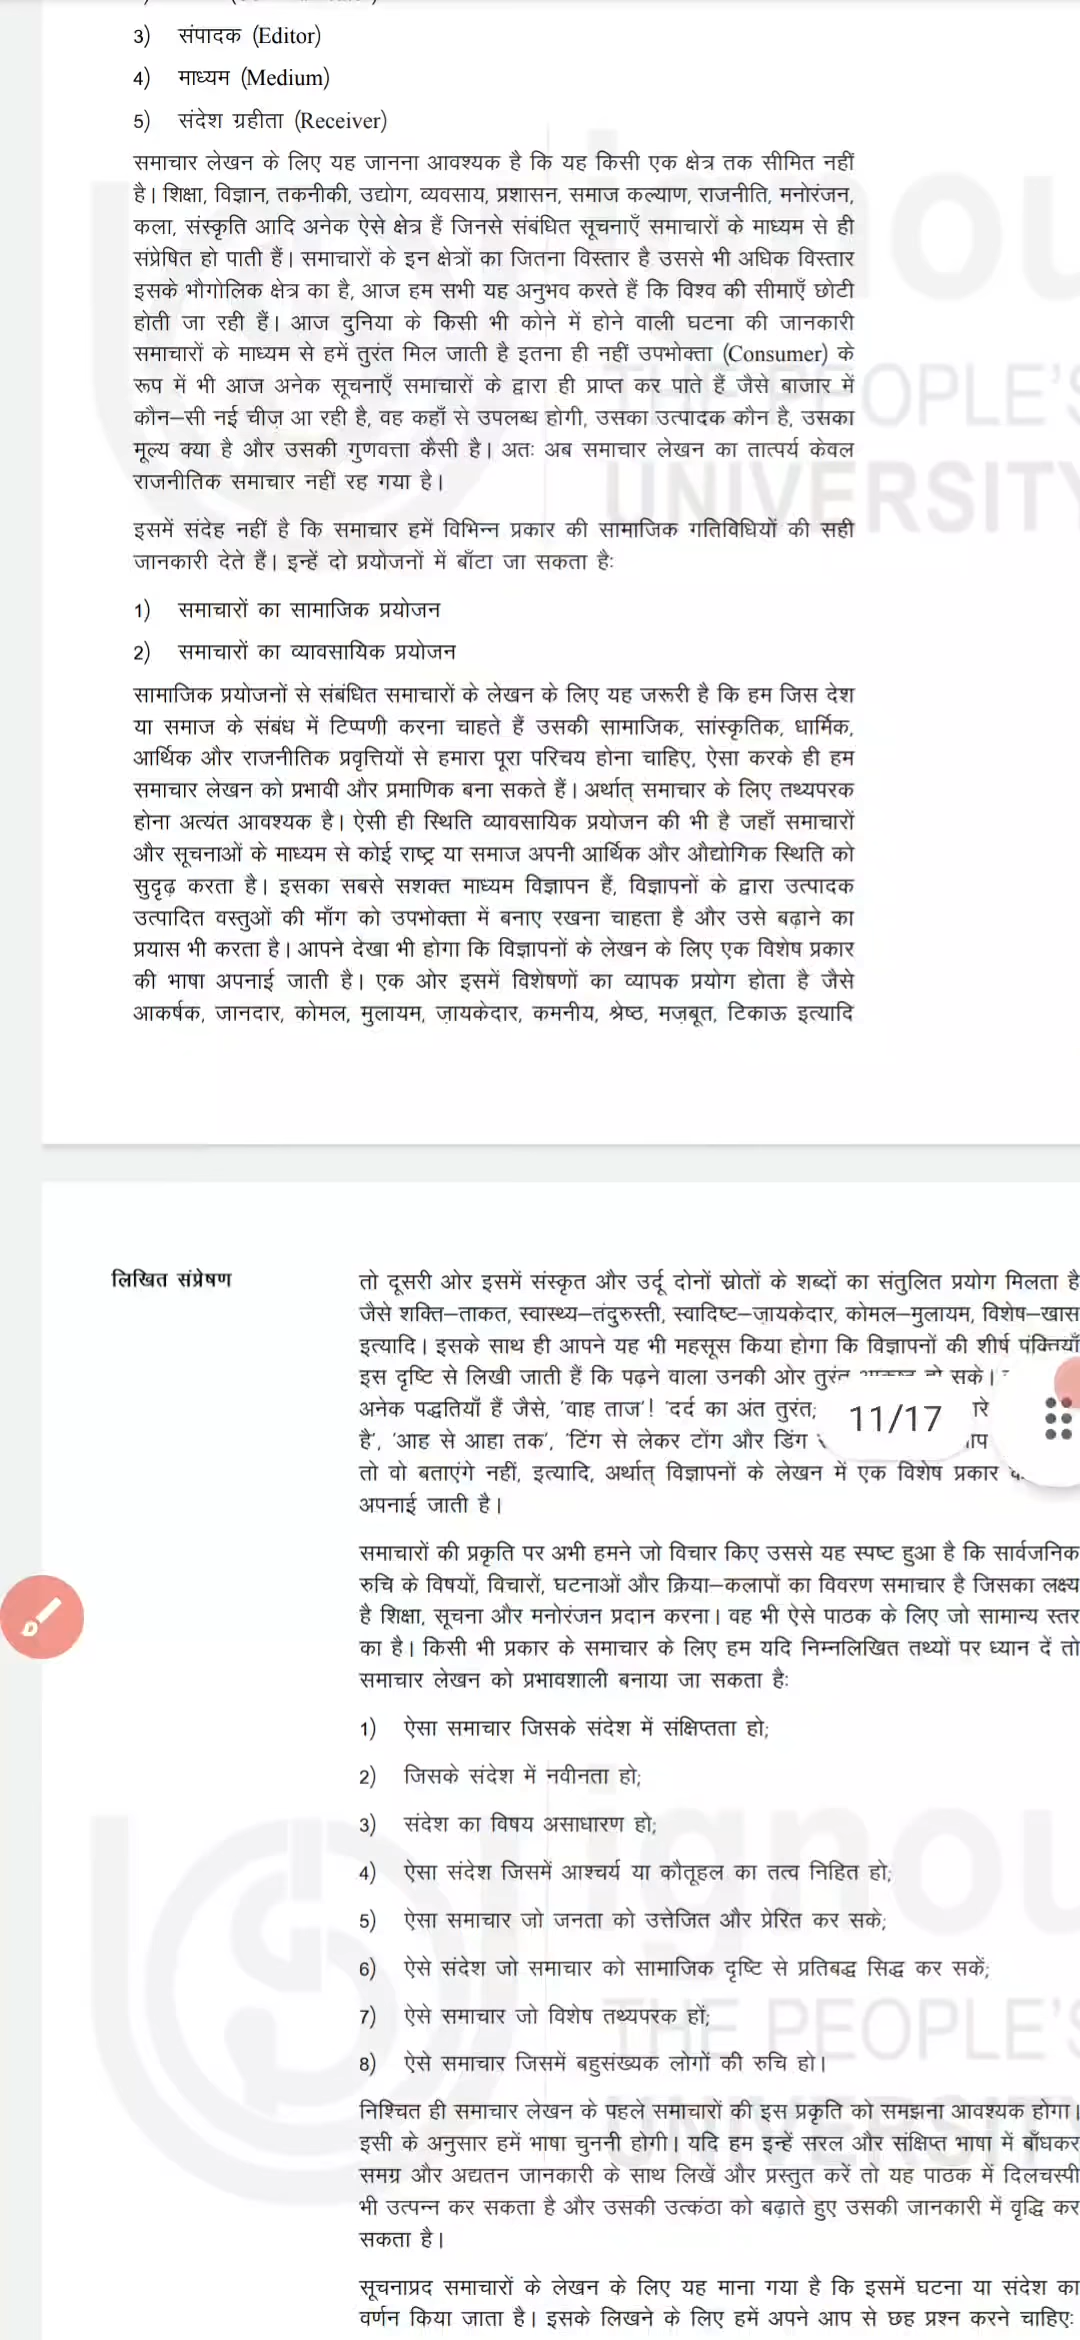 3) संपादक (Editor)
4) माध्यम (Medium)
5) संदेश ग्रहीता (Receiver)
समाचार लेखन के लिए यह जानना आवश्यक है कि यह किसी एक क्षेत्र तक सीमित नहीं
है। शिक्षा, विज्ञान, तकनीकी, उद्योग, व्यवसाय, प्रशासन, समाज कल्याण, राजनीति, मनोरंजन,
कला, संस्कृति आदि अनेक ऐसे क्षेत्र हैं जिनसे संबंधित सूचनाएँ समाचारों के माध्यम से ही
संप्रेषित हो पाती हैं। समाचारों के इन क्षेत्रों का जितना विस्तार है उससे भी अधिक विस्तार
इसके भौगोलिक क्षेत्र का है, आज हम सभी यह अनुभव करते हैं कि विश्व की सीमाएँ छोटी
होती जा रही हैं। आज दुनिया के किसी भी कोने में होने वाली घटना की जानकारी
समाचारों के माध्यम से हमें तुरंत मिल जाती है इतना ही नहीं उपभोक्ता (Consumer) के
रूप में भी आज अनेक सूचनाएँ समाचारों के द्वारा ही प्राप्त कर पाते हैं जैसे बाजार में
कौन–सी नई चीज़ आ रही है, वह कहाँ से उपलब्ध होगी, उसका उत्पादक कौन है, उसका
मूल्य क्या है और उसकी गुणवत्ता कैसी है। अतः अब समाचार लेखन का तात्पर्य केवल
राजनीतिक समाचार नहीं रह गया है।
इसमें संदेह नहीं है कि समाचार हमें विभिन्न प्रकार की सामाजिक गतिविधियों की सही
जानकारी देते हैं। इन्हें दो प्रयोजनों में बाँटा जा सकता हैः
1) समाचारों का सामाजिक प्रयोजन
2) समाचारों का व्यावसायिक प्रयोजन
सामाजिक प्रयोजनों से संबंधित समाचारों के लेखन के लिए यह जरूरी है कि हम जिस देश
या समाज के संबंध में टिप्पणी करना चाहते हैं उसकी सामाजिक, सांस्कृतिक, धार्मिक,
आर्थिक और राजनीतिक प्रवृत्तियों से हमारा पूरा परिचय होना चाहिए, ऐसा करके ही हम
समाचार लेखन को प्रभावी और प्रमाणिक बना सकते हैं। अर्थात् समाचार के लिए तथ्यपरक
होना अत्यंत आवश्यक है। ऐसी ही स्थिति व्यावसायिक प्रयोजन की भी है जहाँ समाचारों
और सूचनाओं के माध्यम से कोई राष्ट्र या समाज अपनी आर्थिक और औद्योगिक स्थिति को
सुदृढ़ करता है। इसका सबसे सशक्त माध्यम विज्ञापन हैं, विज्ञापनों के द्वारा उत्पादक
उत्पादित वस्तुओं की माँग को उपभोक्ता में बनाए रखना चाहता है और उसे बढ़ाने का
प्रयास भी करता है। आपने देखा भी होगा कि विज्ञापनों के लेखन के लिए एक विशेष प्रकार
की भाषा अपनाई जाती है। एक ओर इसमें विशेषणों का व्यापक प्रयोग होता है जैसे
आकर्षक, जानदार, कोमल, मुलायम, ज़ायकेदार, कमनीय, श्रेष्ठ, मज़बूत, टिकाऊ इत्यादि
ignou
THE PEOPLE'S
UNIVERSITY
लिखित संप्रेषण
तो दूसरी ओर इसमें संस्कृत और उर्दू दोनों स्रोतों के शब्दों का संतुलित प्रयोग मिलता है
जैसे शक्ति–ताकत, स्वास्थ्य–तंदुरुस्ती, स्वादिष्ट–ज़ायकेदार, कोमल–मुलायम, विशेष–खास
इत्यादि। इसके साथ ही आपने यह भी महसूस किया होगा कि विज्ञापनों की शीर्ष पंक्तियाँ
इस दृष्टि से लिखी जाती हैं कि पढ़ने वाला उनकी ओर तुरंत सके।
अनेक पद्धतियाँ हैं जैसे, 'वाह ताज'! 'दर्द का अंत तुरंत;
11/17
है', 'आह से आहा तक', 'टिंग से लेकर टोंग और डिंग
तो वो बताएंगे नहीं, इत्यादि, अर्थात् विज्ञापनों के लेखन में एक विशेष प्रकार
अपनाई जाती है।
समाचारों की प्रकृति पर अभी हमने जो विचार किए उससे यह स्पष्ट हुआ है कि सार्वजनिक
रुचि के विषयों, विचारों, घटनाओं और क्रिया–कलापों का विवरण समाचार है जिसका लक्ष्य
है शिक्षा, सूचना और मनोरंजन प्रदान करना। वह भी ऐसे पाठक के लिए जो सामान्य स्तर
का है। किसी भी प्रकार के समाचार के लिए हम यदि निम्नलिखित तथ्यों पर ध्यान दें तो
समाचार लेखन को प्रभावशाली बनाया जा सकता हैः
1) ऐसा समाचार जिसके संदेश में संक्षिप्तता हो;
2) जिसके संदेश में नवीनता हो;
3) संदेश का विषय असाधारण हो;
4) ऐसा संदेश जिसमें आश्चर्य या कौतूहल का तत्व निहित हो;
5) ऐसा समाचार जो जनता को उत्तेजित और प्रेरित कर सके;
6) ऐसे संदेश जो समाचार को सामाजिक दृष्टि से प्रतिबद्ध सिद्ध कर सकें;
7) ऐसे समाचार जो विशेष तथ्यपरक हों;
8) ऐसे समाचार जिसमें बहुसंख्यक लोगों की रुचि हो।
निश्चित ही समाचार लेखन के पहले समाचारों की इस प्रकृति को समझना आवश्यक होगा।
इसी के अनुसार हमें भाषा चुननी होगी। यदि हम इन्हें सरल और संक्षिप्त भाषा में बाँधकर
समग्र और अद्यतन जानकारी के साथ लिखें और प्रस्तुत करें तो यह पाठक में दिलचस्पी
भी उत्पन्न कर सकता है और उसकी उत्कंठा को बढ़ाते हुए उसकी जानकारी में वृद्धि कर
सकता है।
सूचनाप्रद समाचारों के लेखन के लिए यह माना गया है कि इसमें घटना या संदेश का
वर्णन किया जाता है। इसके लिखने के लिए हमें अपने आप से छह प्रश्न करने चाहिएः
ignou
THE PEOPLE'S
UNIVERSITY